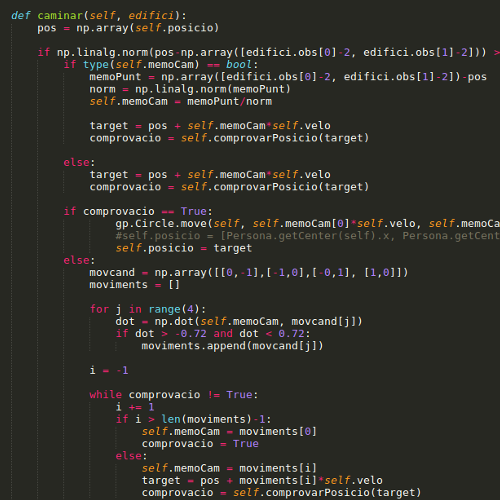 def caminar(self, edifici):
pos = np.array(self.posicio)
if np.linalg.norm(pos-np.array([edifici.obs[0]-2, edifici.obs[1]-2])) >
if type(self.memoCam) == bool:
memoPunt = np.array([edifici.obs[0]-2, edifici.obs[1]-2])-pos
norm = np.linalg.norm(memoPunt)
self.memoCam = memoPunt/norm
target = pos + self.memoCam*self.velo
comprovacio = self.comprovarPosicio(target)
else:
target = pos + self.memoCam*self.velo
comprovacio = self.comprovarPosicio(target)
if comprovacio == True:
gp.Circle.move(self, self.memoCam[0]*self.velo, self.memoCa
#self.posicio = [Persona.getCenter(self).x, Persona.getCent
self.posicio = target
else:
movcand = np.array([[0,-1],[-1,0],[-0,1], [1,0]])
moviments = []
for j in range(4):
dot = np.dot(self.memoCam, movcand[j])
if dot > -0.72 and dot < 0.72:
moviments.append(movcand[j])
i = -1
while comprovacio != True:
i += 1
if i > len(moviments)-1:
self.memoCam = moviments[0]
comprovacio = True
else:
self.memoCam = moviments[i]
target = pos + moviments[i]*self.velo
comprovacio = self.comprovarPosicio(target)